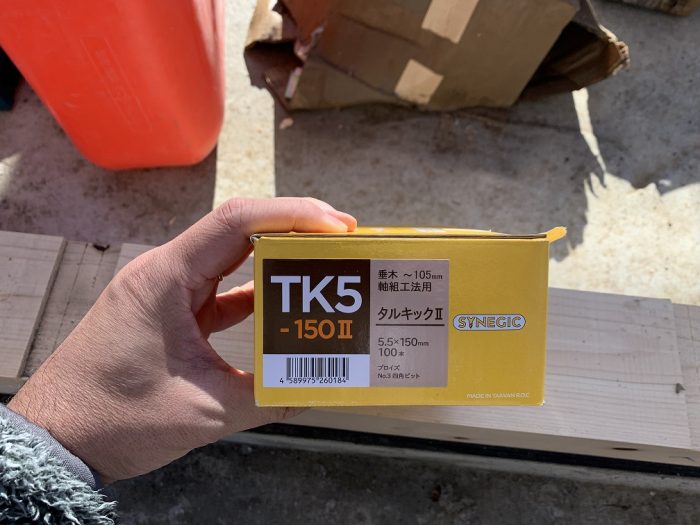 TK5
- 150 II
4 589975 260184
垂木 ～105mm
軸組工法用
タルキックII
5.5×150mm
100本
プロイズ
No.3 四角ビット
SYNEGIC
MADE IN TAIWAN R.O.C